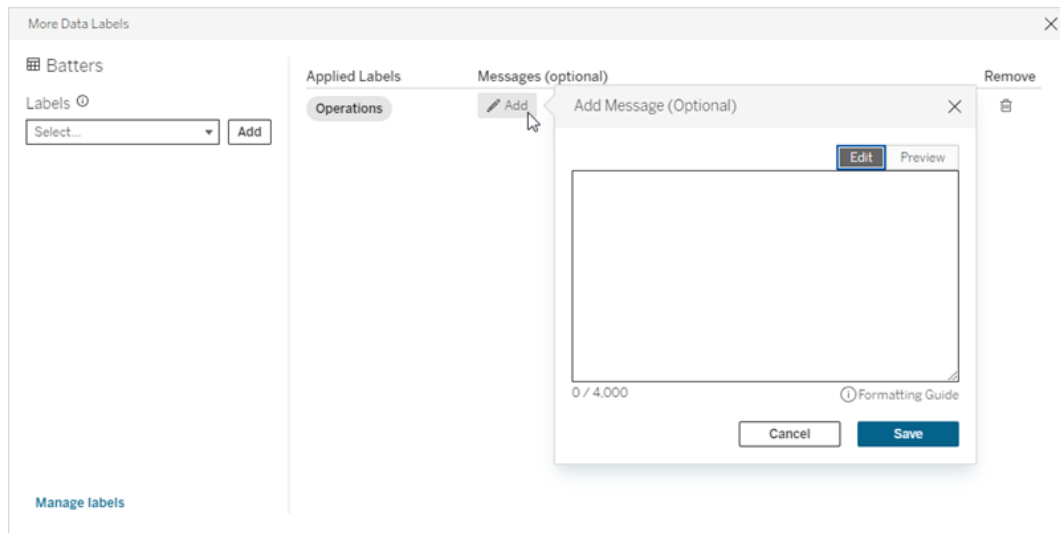 More Data Labels
Batters
Labels
Select...
Add
Manage labels
Applied Labels
Messages (optional)
Remove
Operations
Add
Add Message (Optional)
Edit
Preview
0 / 4,000
Formatting Guide
Cancel
Save